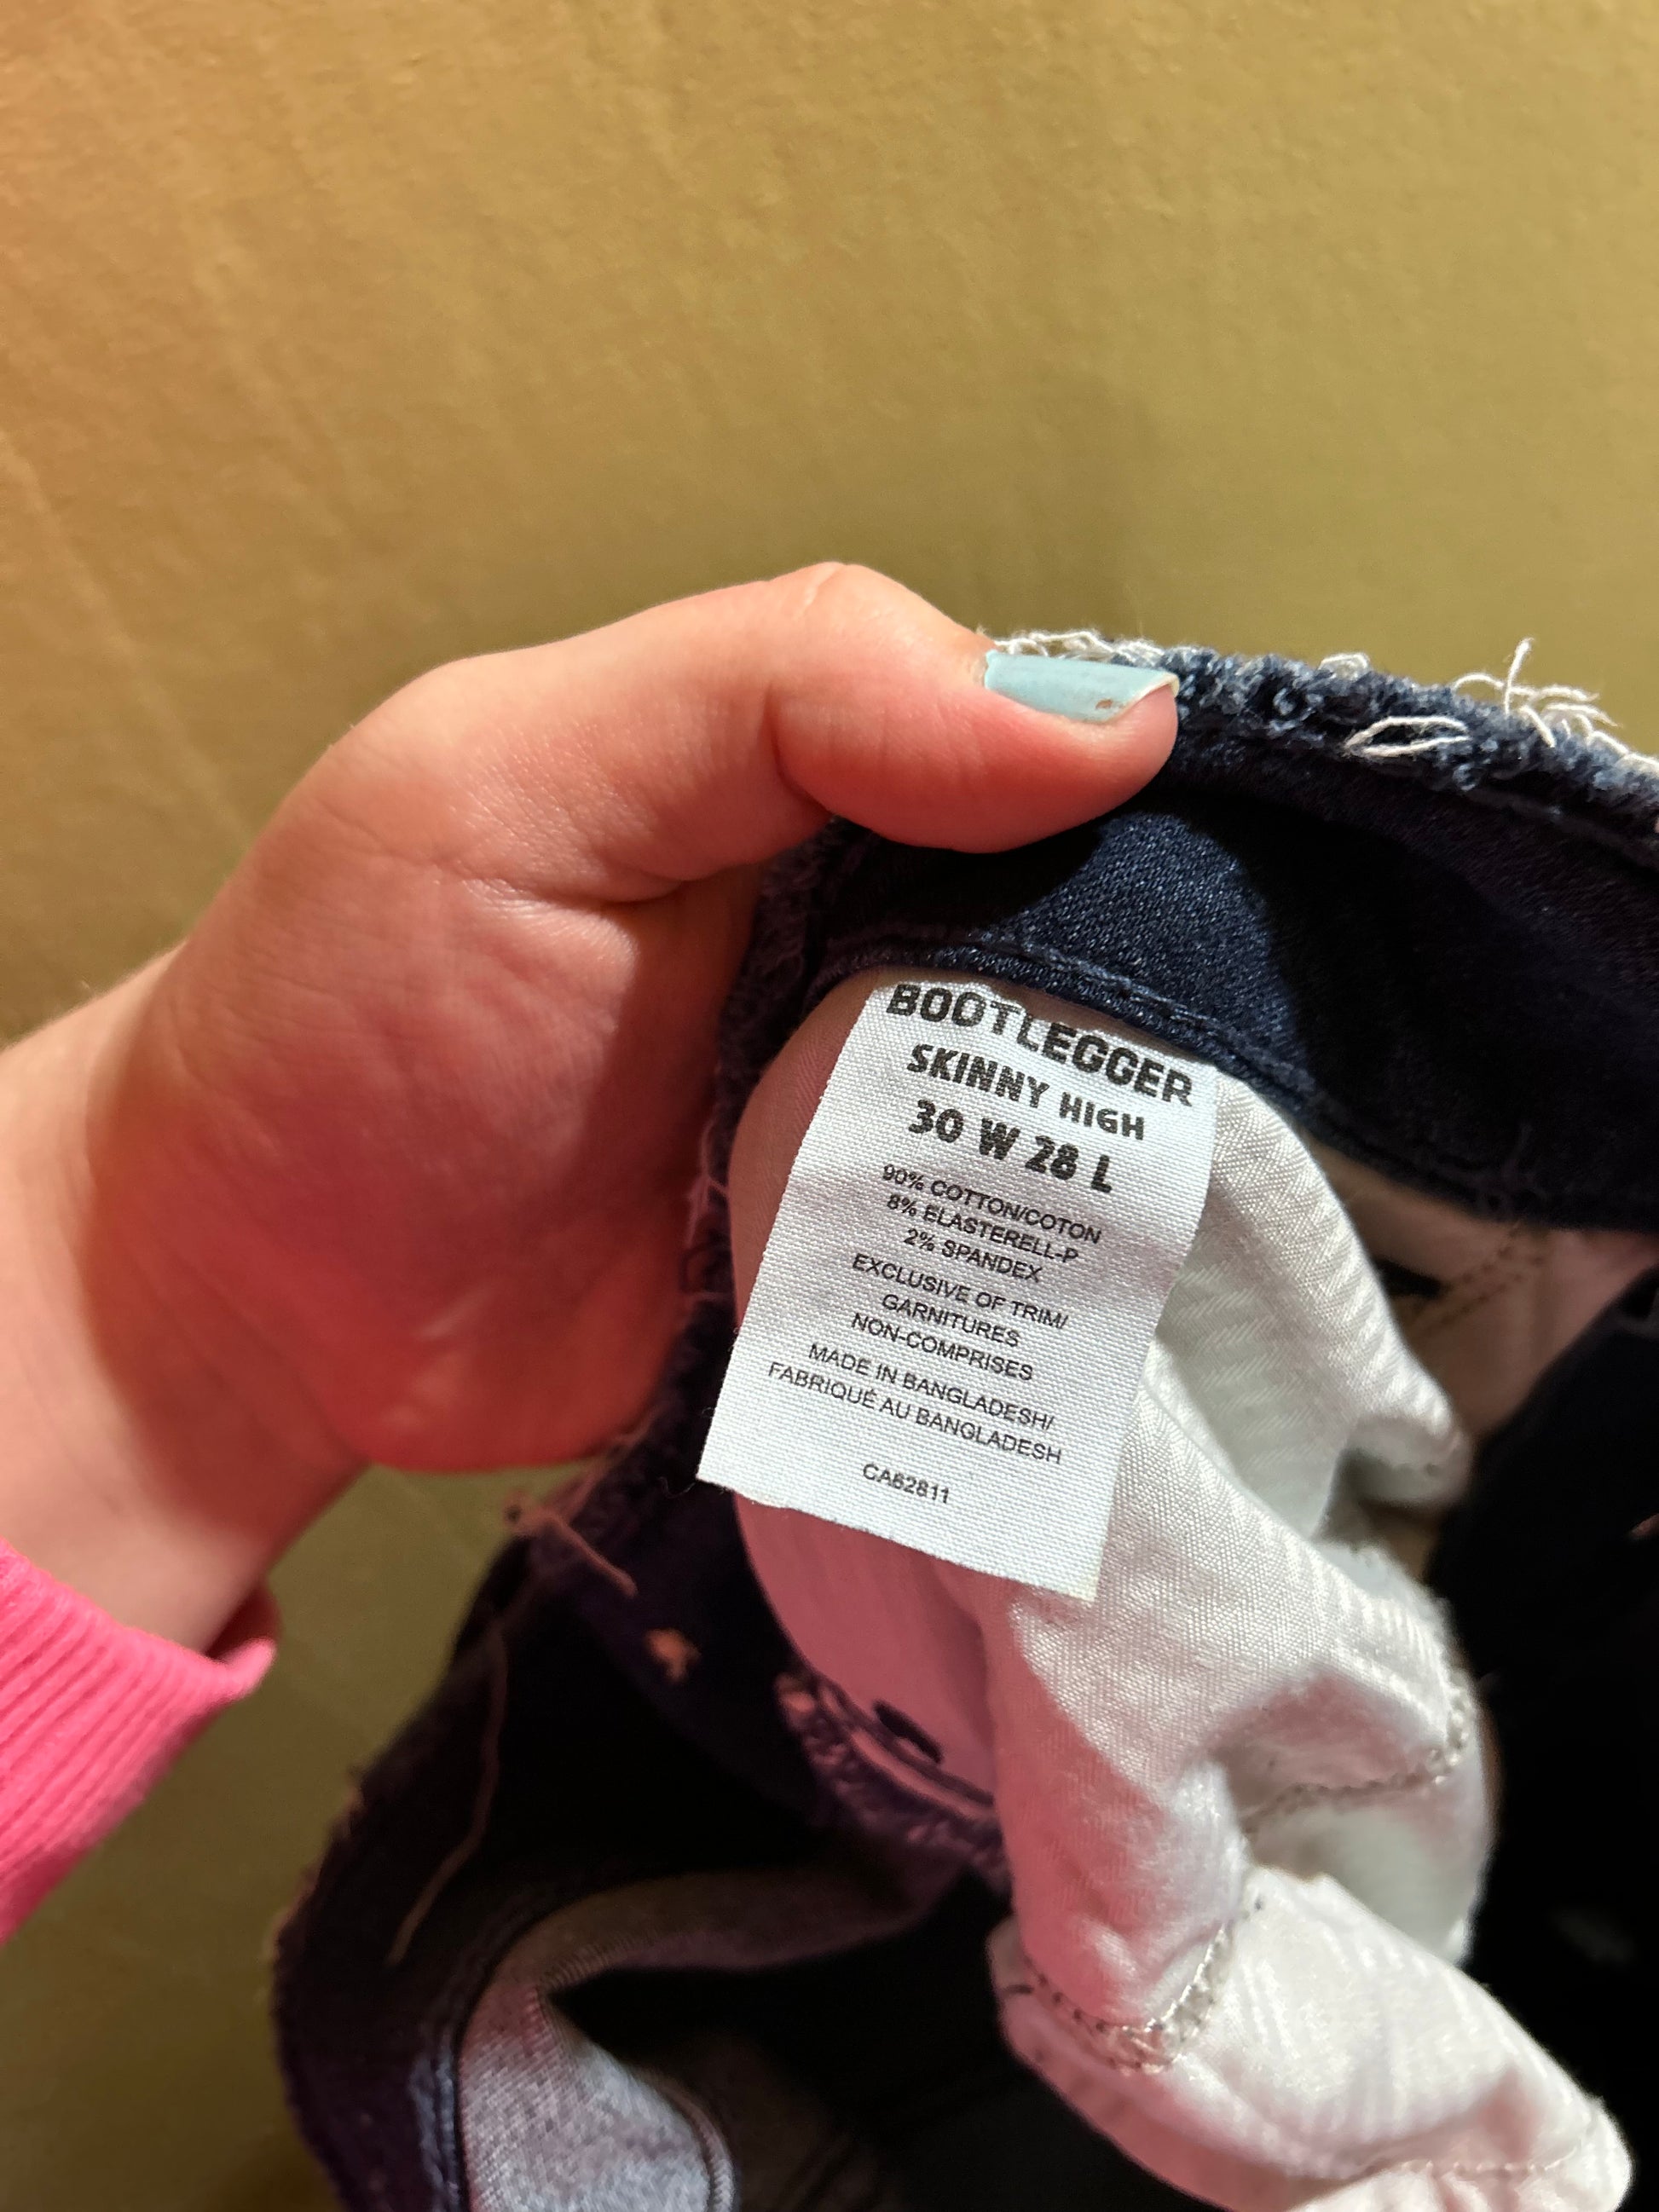 BOOTLEGGER
SKINNY HIGH
30 W 28 L
90% COTTON/COTON
8% ELASTERELL-P
2% SPANDEX
EXCLUSIVE OF TRIM/
GARNITURES
NON-COMPRISES
MADE IN BANGLADESH/
FABRIQUÉ AU BANGLADESH
CA62811